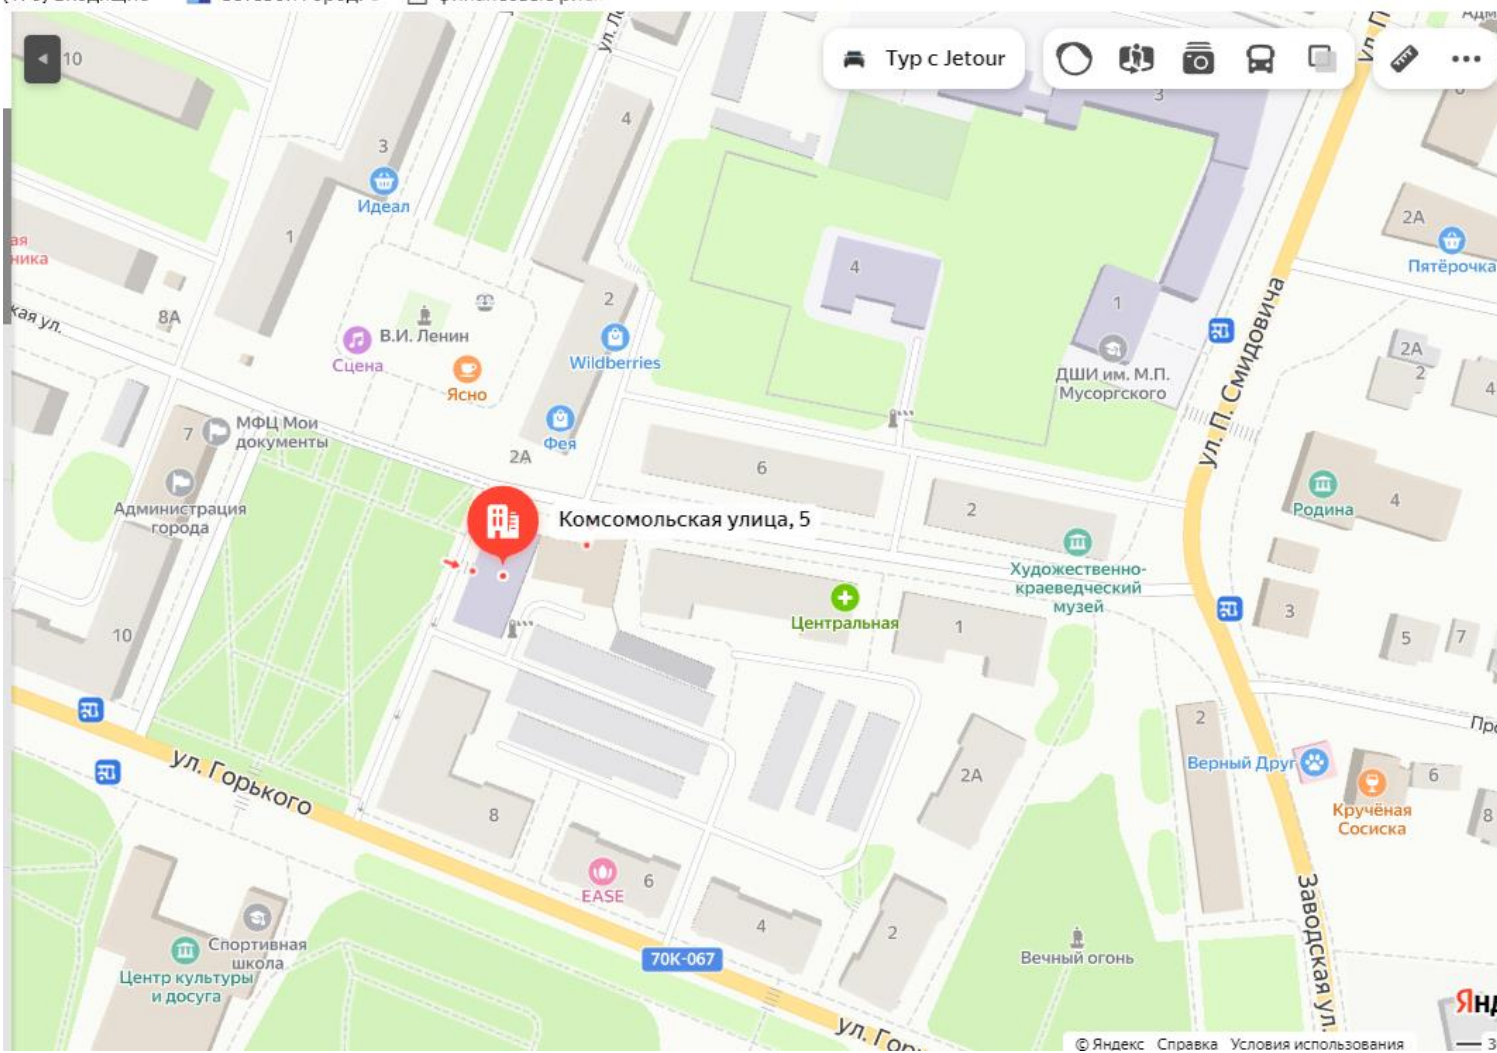 ул. П
10
Тур с Jetour
3
4
3
Идеал
2А
Пятёрочка
1
4
8А
2
1
В.И. Ленин
Сцена
Wildberries
Ясно
ДШИ им. М.П.
Мусоргского
ул. П. Смидовича
2А
2
4
МФЦ Мои
документы
7
Фея
2А
6
Администрация
города
2
Родина
4
Комсомольская улица, 5
Художественно-
краеведческий
музей
Центральная
1
3
10
5
7
2
ул. Горького
2А
Верный Друг
6
Кручёная
Сосиска
8
8
EASE
6
4
2
Заводская ул.
Спортивная
школа
Центр культуры
и досуга
70К-067
Вечный огонь
ул. Гор
Янд
© Яндекс Справка Условия использования